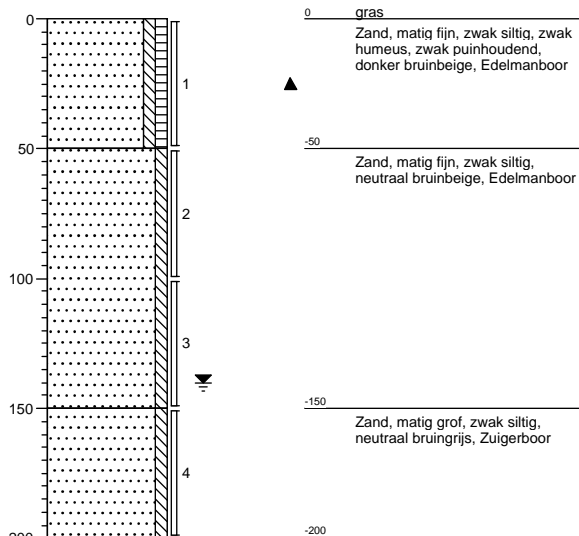 0
50
100
150
200
1
2
3
4
0
gras
Zand, matig fijn, zwak siltig, zwak
humeus, zwak puinhoudend,
donker bruinbeige, Edelmanboor
-50
Zand, matig fijn, zwak siltig,
neutraal bruinbeige, Edelmanboor
-150
Zand, matig grof, zwak siltig,
neutraal bruingrijs, Zuigerboor
-200